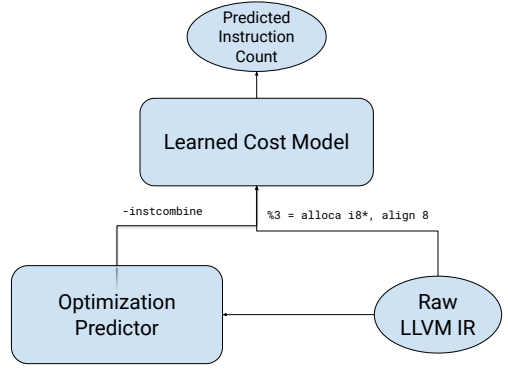 Predicted
Instruction
Count
Learned Cost Model
-instcombine
%3 = alloca i8*, align 8
Optimization
Predictor
Raw
LLVM IR